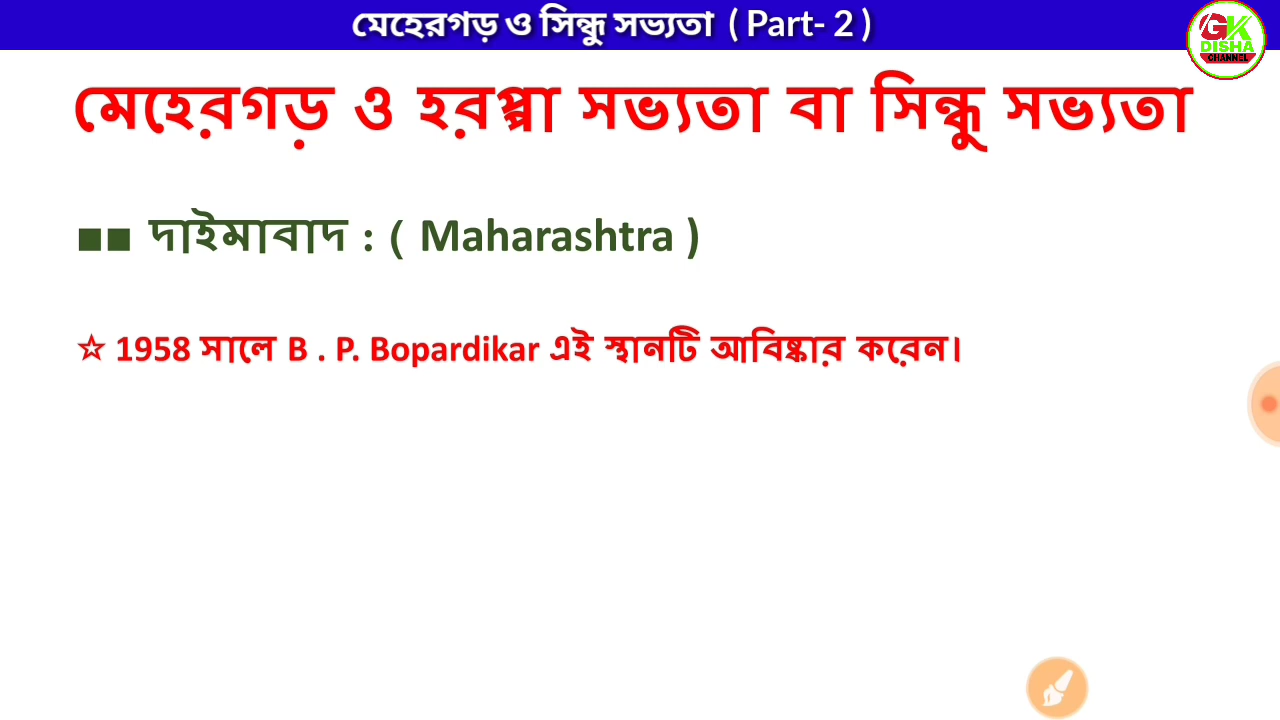 মেহেরগড় ও সিন্ধু সভ্যতা ( Part- 2 )
GK
DISHA
CHANNEL
মেহেরগড় ও হরপ্পা সভ্যতা বা সিন্ধু সভ্যতা
■■ দাইমাবাদ : ( Maharashtra )
☆ 1958 সালে B . P. Bopardikar এই স্থানটি আবিষ্কার করেন।